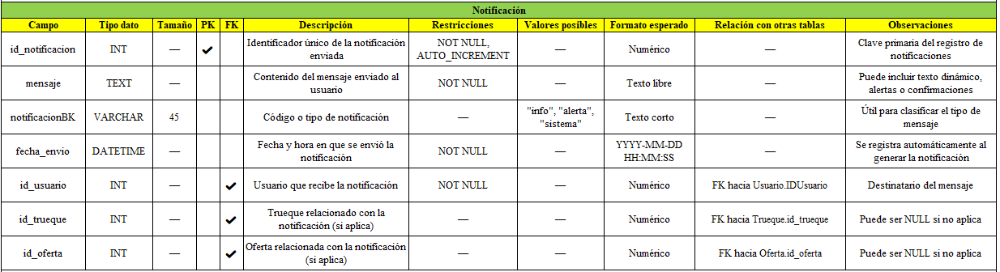 Notificación
Campo Tipo dato Tamaño PK FK Descripción Restricciones Valores posibles Formato esperado Relación con otras tablas Observaciones
id_notificacion INT — ✔ Identificador único de la notificación enviada NOT NULL, AUTO_INCREMENT — Numérico — Clave primaria del registro de notificaciones
mensaje TEXT — Contenido del mensaje enviado al usuario NOT NULL — Texto libre — Puede incluir texto dinámico, alertas o confirmaciones
notificacionBK VARCHAR 45 Código o tipo de notificación — "info", "alerta", "sistema" Texto corto — Útil para clasificar el tipo de mensaje
fecha_envio DATETIME — Fecha y hora en que se envió la notificación NOT NULL — YYYY-MM-DD HH:MM:SS — Se registra automáticamente al generar la notificación
id_usuario INT — ✔ Usuario que recibe la notificación NOT NULL — Numérico FK hacia Usuario.IDUsuario Destinatario del mensaje
id_trueque INT — ✔ Trueque relacionado con la notificación (si aplica) — — Numérico FK hacia Trueque.id_trueque Puede ser NULL si no aplica
id_oferta INT — ✔ Oferta relacionada con la notificación (si aplica) — — Numérico FK hacia Oferta.id_oferta Puede ser NULL si no aplica